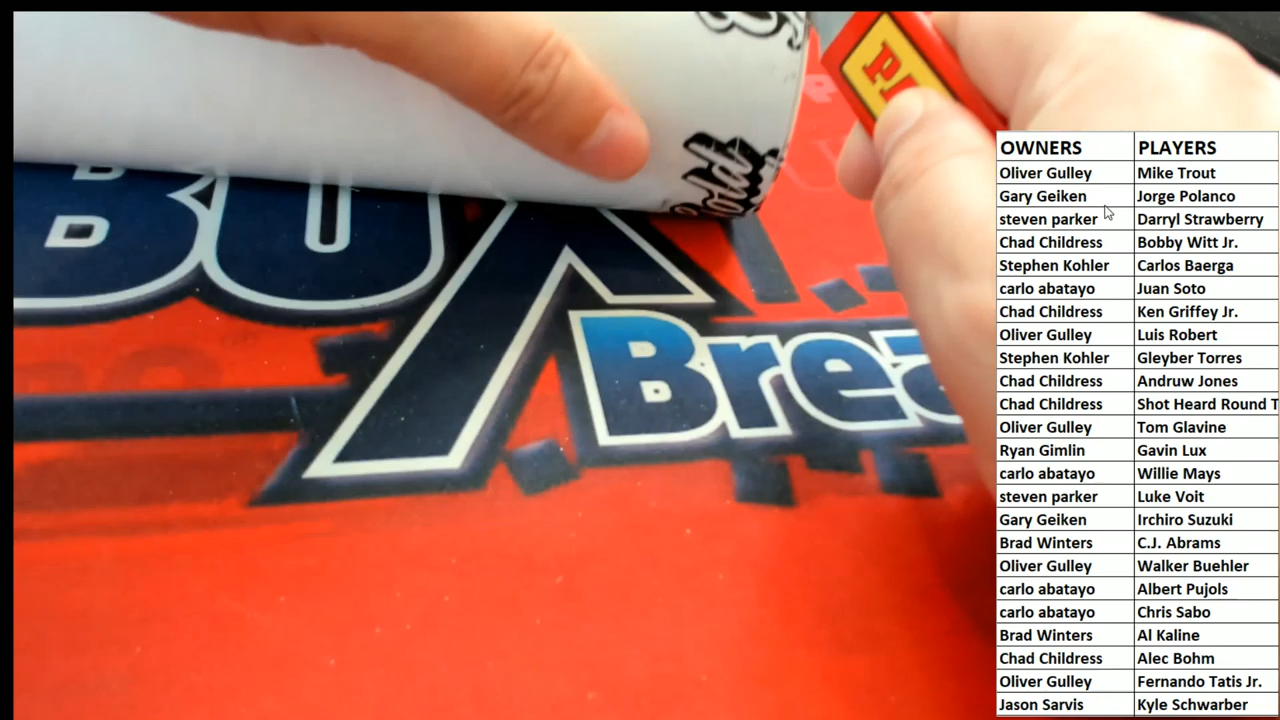 Gold
BU
Brea
OWNERS PLAYERS
Oliver Gulley Mike Trout
Gary Geiken Jorge Polanco
steven parker Darryl Strawberry
Chad Childress Bobby Witt Jr.
Stephen Kohler Carlos Baerga
carlo abatayo Juan Soto
Chad Childress Ken Griffey Jr.
Oliver Gulley Luis Robert
Stephen Kohler Gleyber Torres
Chad Childress Andruw Jones
Chad Childress Shot Heard Round T
Oliver Gulley Tom Glavine
Ryan Gimlin Gavin Lux
carlo abatayo Willie Mays
steven parker Luke Voit
Gary Geiken Irchiro Suzuki
Brad Winters C.J. Abrams
Oliver Gulley Walker Buehler
carlo abatayo Albert Pujols
carlo abatayo Chris Sabo
Brad Winters Al Kaline
Chad Childress Alec Bohm
Oliver Gulley Fernando Tatis Jr.
Jason Sarvis Kyle Schwarber